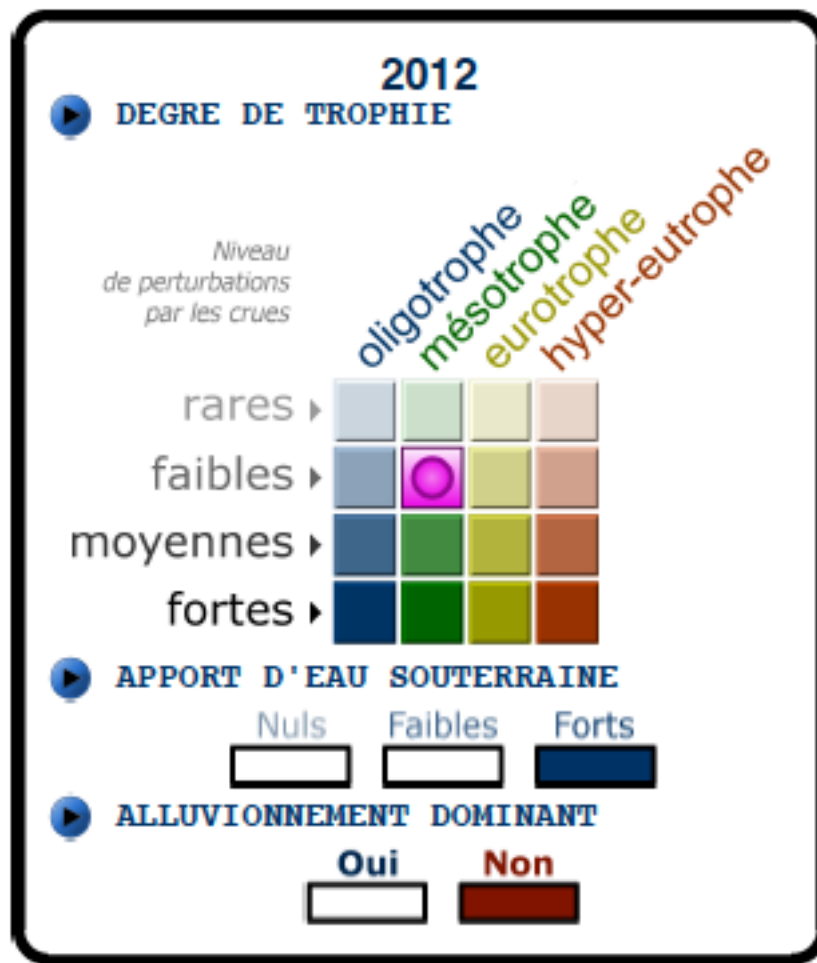 2012
DEGRE DE TROPHIE
Niveau
de perturbations
par les crues
oligotrophe
mésotrophe
eurotrophe
hyper-eutrophe
rares
faibles
moyennes
fortes
APPORT D'EAU SOUTERRAINE
Nuls Faibles Forts
ALLUVIONNEMENT DOMINANT
Oui Non